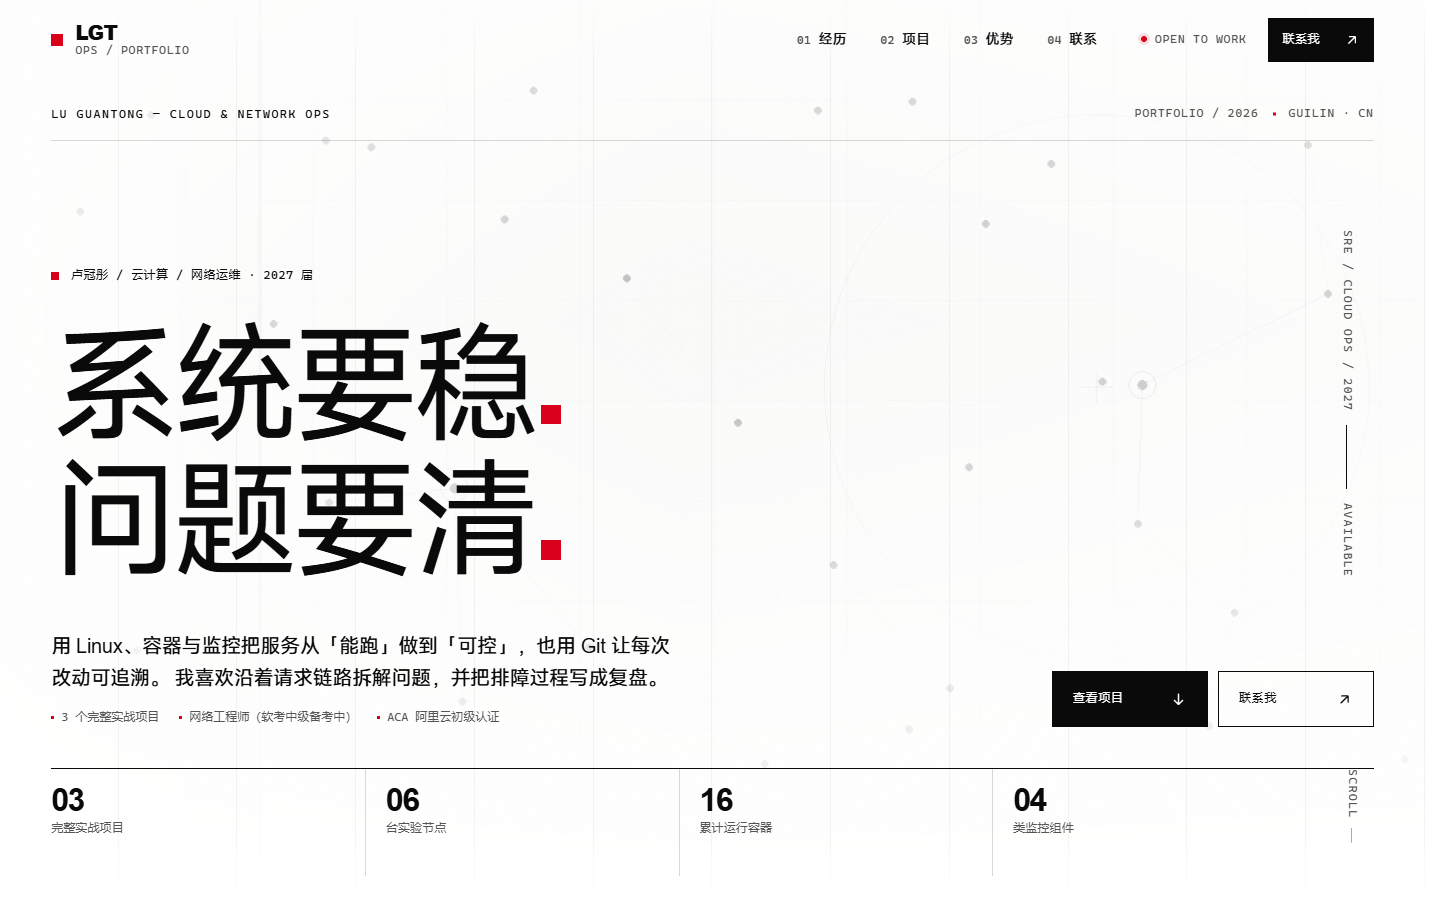 LGT
OPS / PORTFOLIO
01 经历
02 项目
03 优势
04 联系
OPEN TO WORK
联系我
LU GUANTONG — CLOUD & NETWORK OPS
PORTFOLIO / 2026 ▪ GUILIN · CN
卢冠彤 / 云计算 / 网络运维 · 2027 届
系统要稳.
问题要清.
SRE / CLOUD OPS / 2027
AVAILABLE
用 Linux、容器与监控把服务从「能跑」做到「可控」，也用 Git 让每次
改动可追溯。 我喜欢沿着请求链路拆解问题，并把排障过程写成复盘。
3 个完整实战项目
网络工程师（软考中级备考中）
ACA 阿里云初级认证
查看项目 ↓
联系我 ↗
03
完整实战项目
06
台实验节点
16
累计运行容器
04
类监控组件
SCROLL